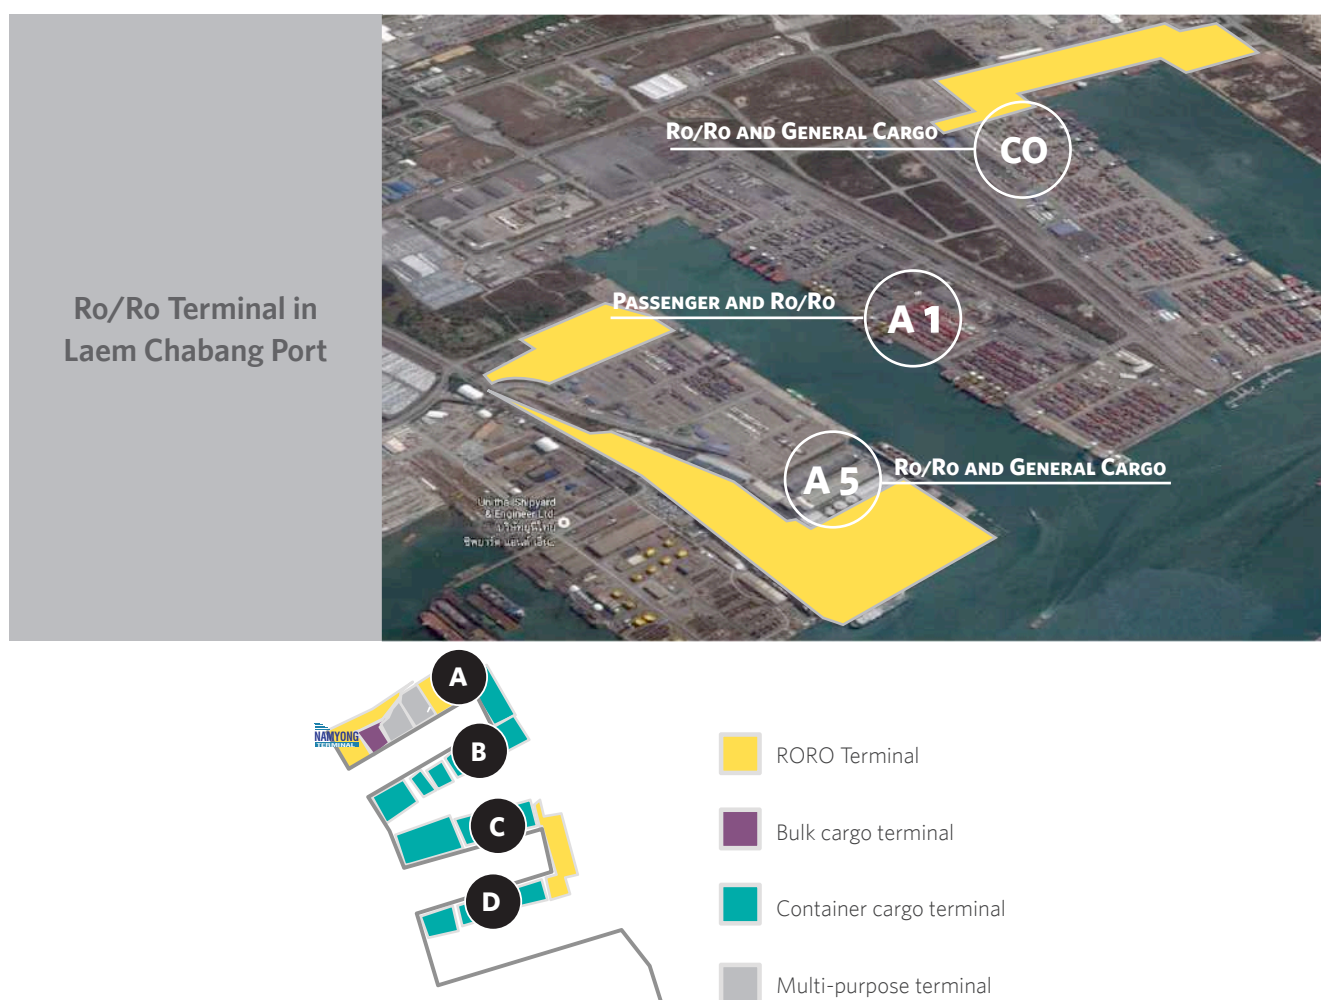 Ro/Ro Terminal in
Laem Chabang Port
Ro/Ro and General Cargo
CO
Passenger and Ro/Ro
A 1
A 5
Ro/Ro and General Cargo
Unithai Shipyard
& Engineer Ltd.
A
NAMYONG
TERMINAL
B
C
D
RORO Terminal
Bulk cargo terminal
Container cargo terminal
Multi-purpose terminal